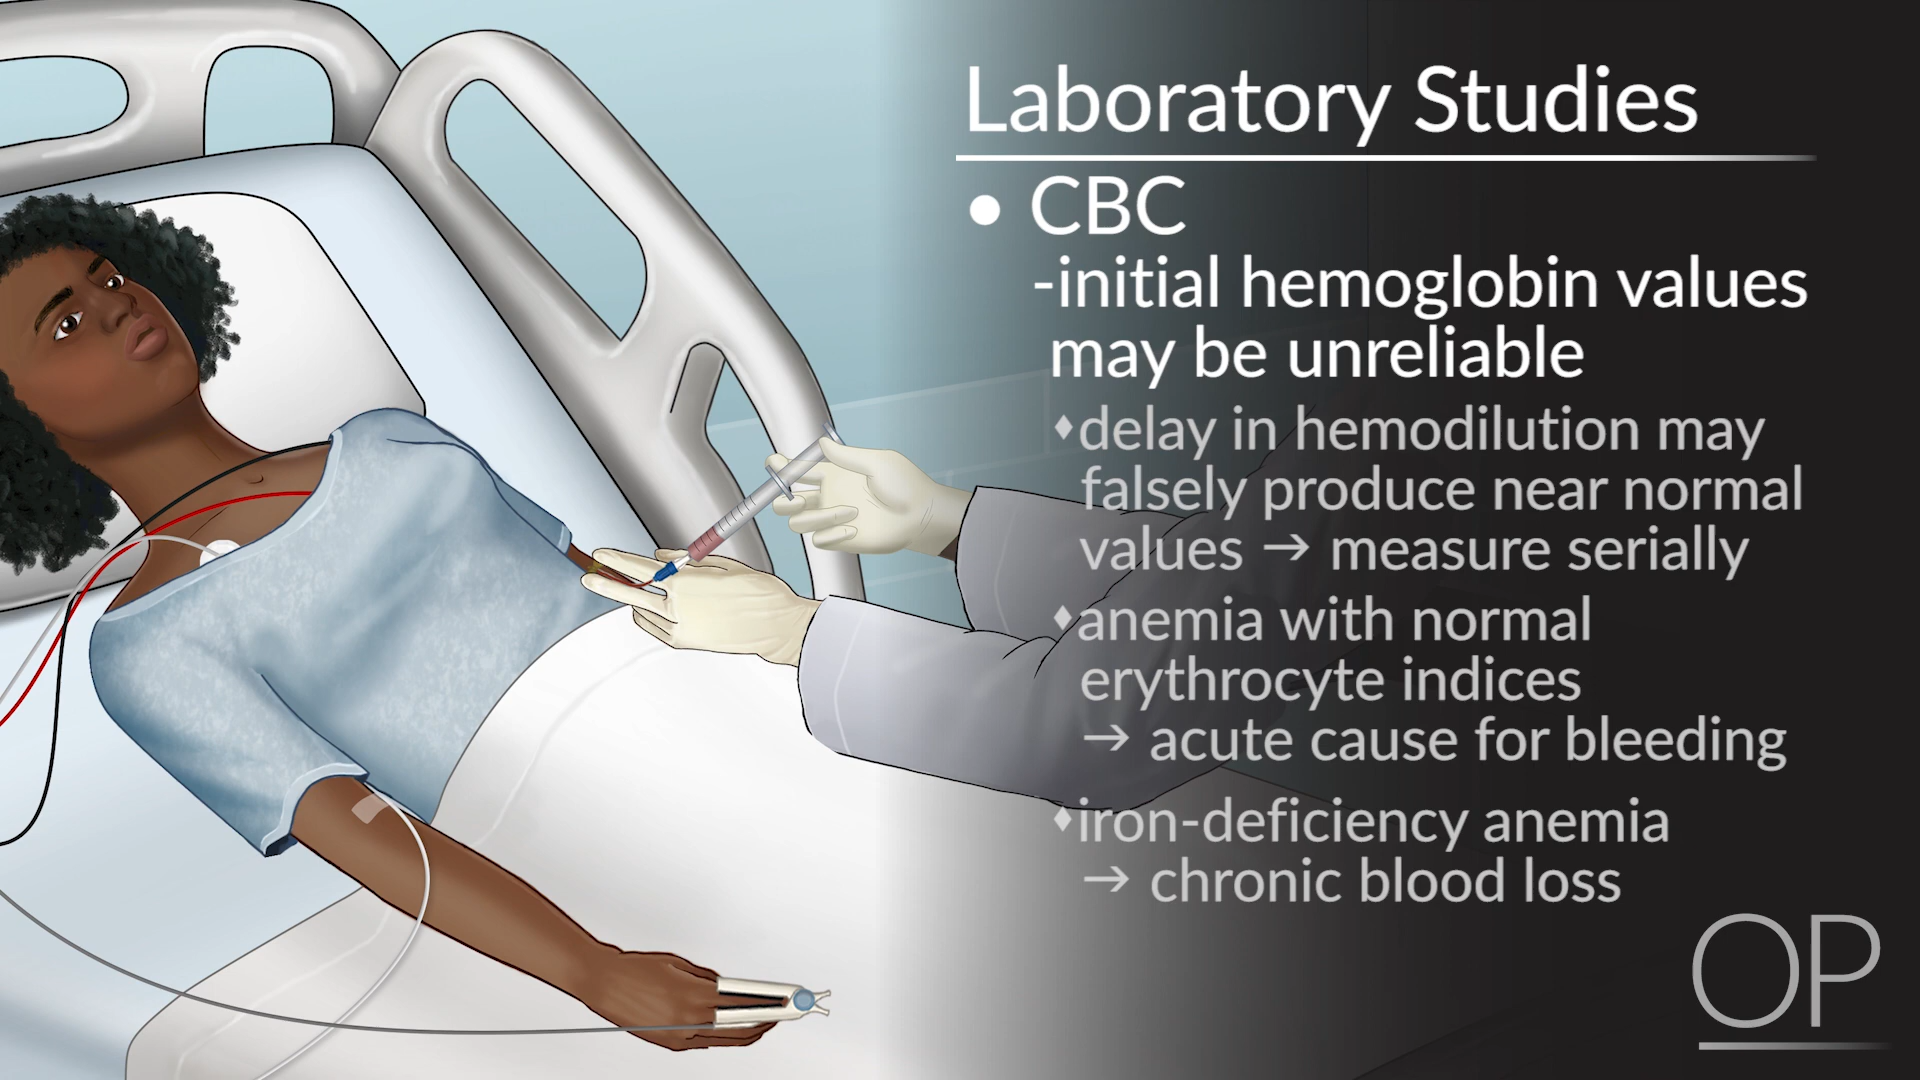 Laboratory Studies
• CBC
-initial hemoglobin values
may be unreliable
♦delay in hemodilution may
falsely produce near normal
values → measure serially
♦anemia with normal
erythrocyte indices
→ acute cause for bleeding
♦iron-deficiency anemia
→ chronic blood loss
OP